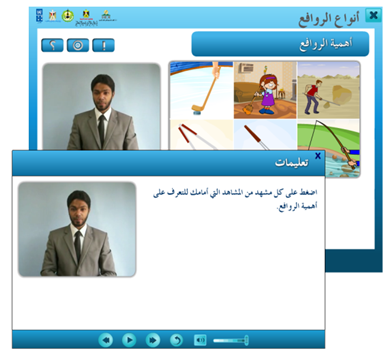 أنواع الروافع
أهمية الروافع
تعليمات
اضغط على كل مشهد من المشاهد التي أمامك للتعرف على
أهمية الروافع.